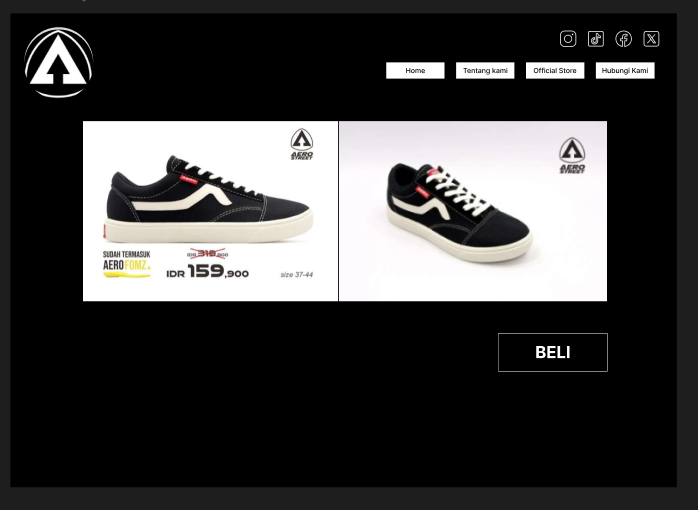 Home
Tentang kami
Official Store
Hubungi Kami
AERO
STREET
AERO
STREET
SUDAH TERMASUK
AEROFOMZ
IDR 319,900
IDR 159,900
size 37-44
BELI